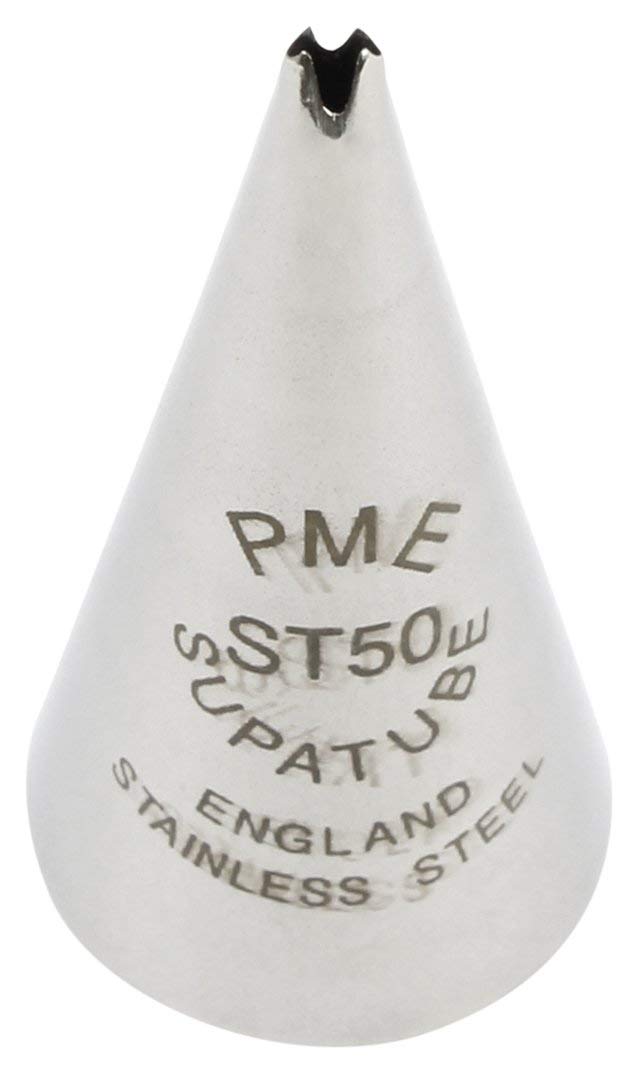 PME
ST50
SUPATUBE
ENGLAND
STAINLESS STEEL